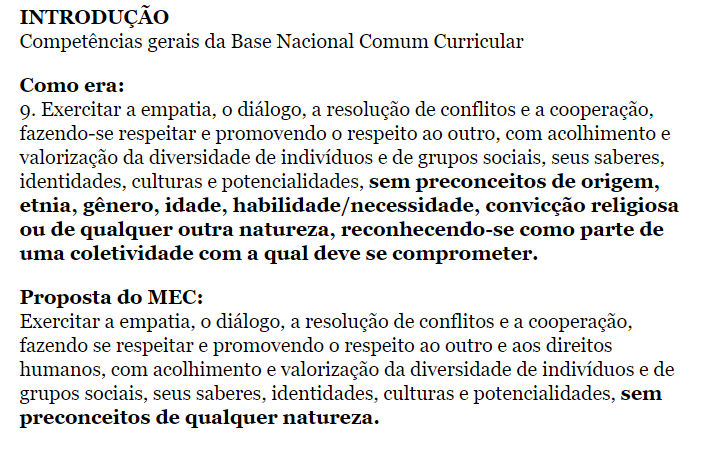 INTRODUÇÃO
Competências gerais da Base Nacional Comum Curricular
Como era:
9. Exercitar a empatia, o diálogo, a resolução de conflitos e a cooperação,
fazendo-se respeitar e promovendo o respeito ao outro, com acolhimento e
valorização da diversidade de indivíduos e de grupos sociais, seus saberes,
identidades, culturas e potencialidades, sem preconceitos de origem,
etnia, gênero, idade, habilidade/necessidade, convicção religiosa
ou de qualquer outra natureza, reconhecendo-se como parte de
uma coletividade com a qual deve se comprometer.
Proposta do MEC:
Exercitar a empatia, o diálogo, a resolução de conflitos e a cooperação,
fazendo se respeitar e promovendo o respeito ao outro e aos direitos
humanos, com acolhimento e valorização da diversidade de indivíduos e de
grupos sociais, seus saberes, identidades, culturas e potencialidades, sem
preconceitos de qualquer natureza.